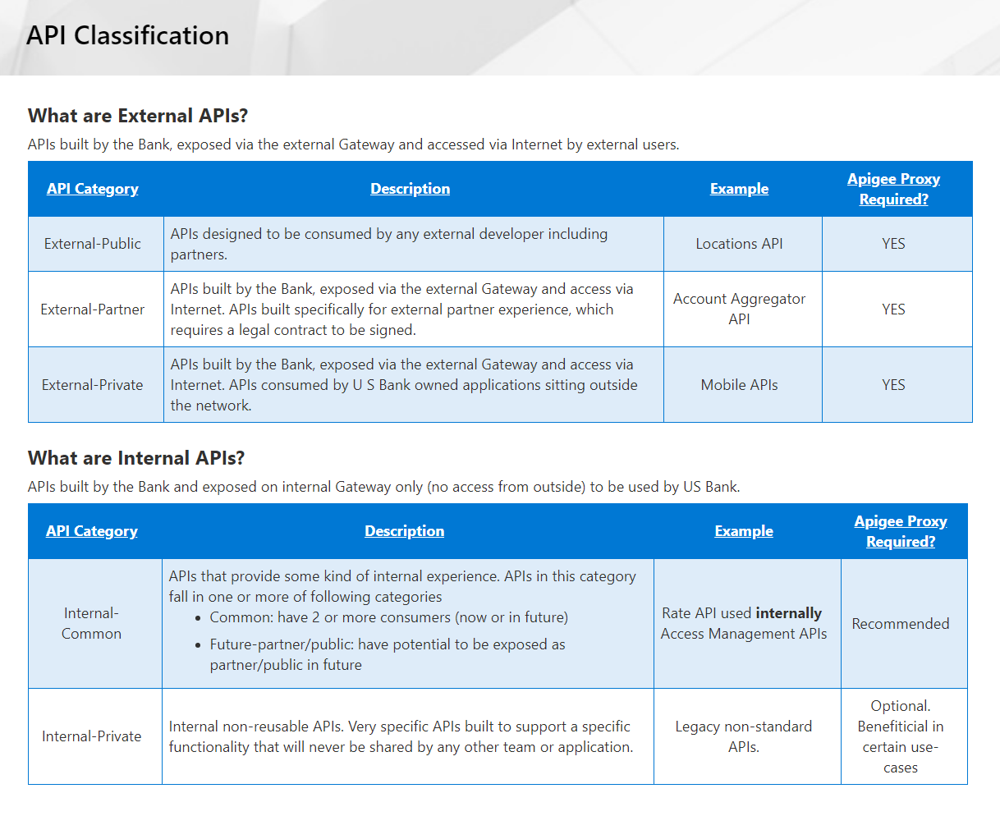 API Classification
What are External APIs?
APIs built by the Bank, exposed via the external Gateway and accessed via Internet by external users.
API Category
Description
Example
Apigee Proxy
Required?
External-Public
APIs designed to be consumed by any external developer including
partners.
Locations API
YES
External-Partner
APIs built by the Bank, exposed via the external Gateway and access via
Internet. APIs built specifically for external partner experience, which
requires a legal contract to be signed.
Account Aggregator
API
YES
External-Private
APIs built by the Bank, exposed via the external Gateway and access via
Internet. APIs consumed by U S Bank owned applications sitting outside
the network.
Mobile APIs
YES
What are Internal APIs?
APIs built by the Bank and exposed on internal Gateway only (no access from outside) to be used by US Bank.
API Category
Description
Example
Apigee Proxy
Required?
Internal-
Common
APIs that provide some kind of internal experience. APIs in this category
fall in one or more of following categories
• Common: have 2 or more consumers (now or in future)
• Future-partner/public: have potential to be exposed as
partner/public in future
Rate API used internally
Access Management APIs
Recommended
Internal-Private
Internal non-reusable APIs. Very specific APIs built to support a specific
functionality that will never be shared by any other team or application.
Legacy non-standard
APIs.
Optional.
Benefiticial in
certain use-
cases